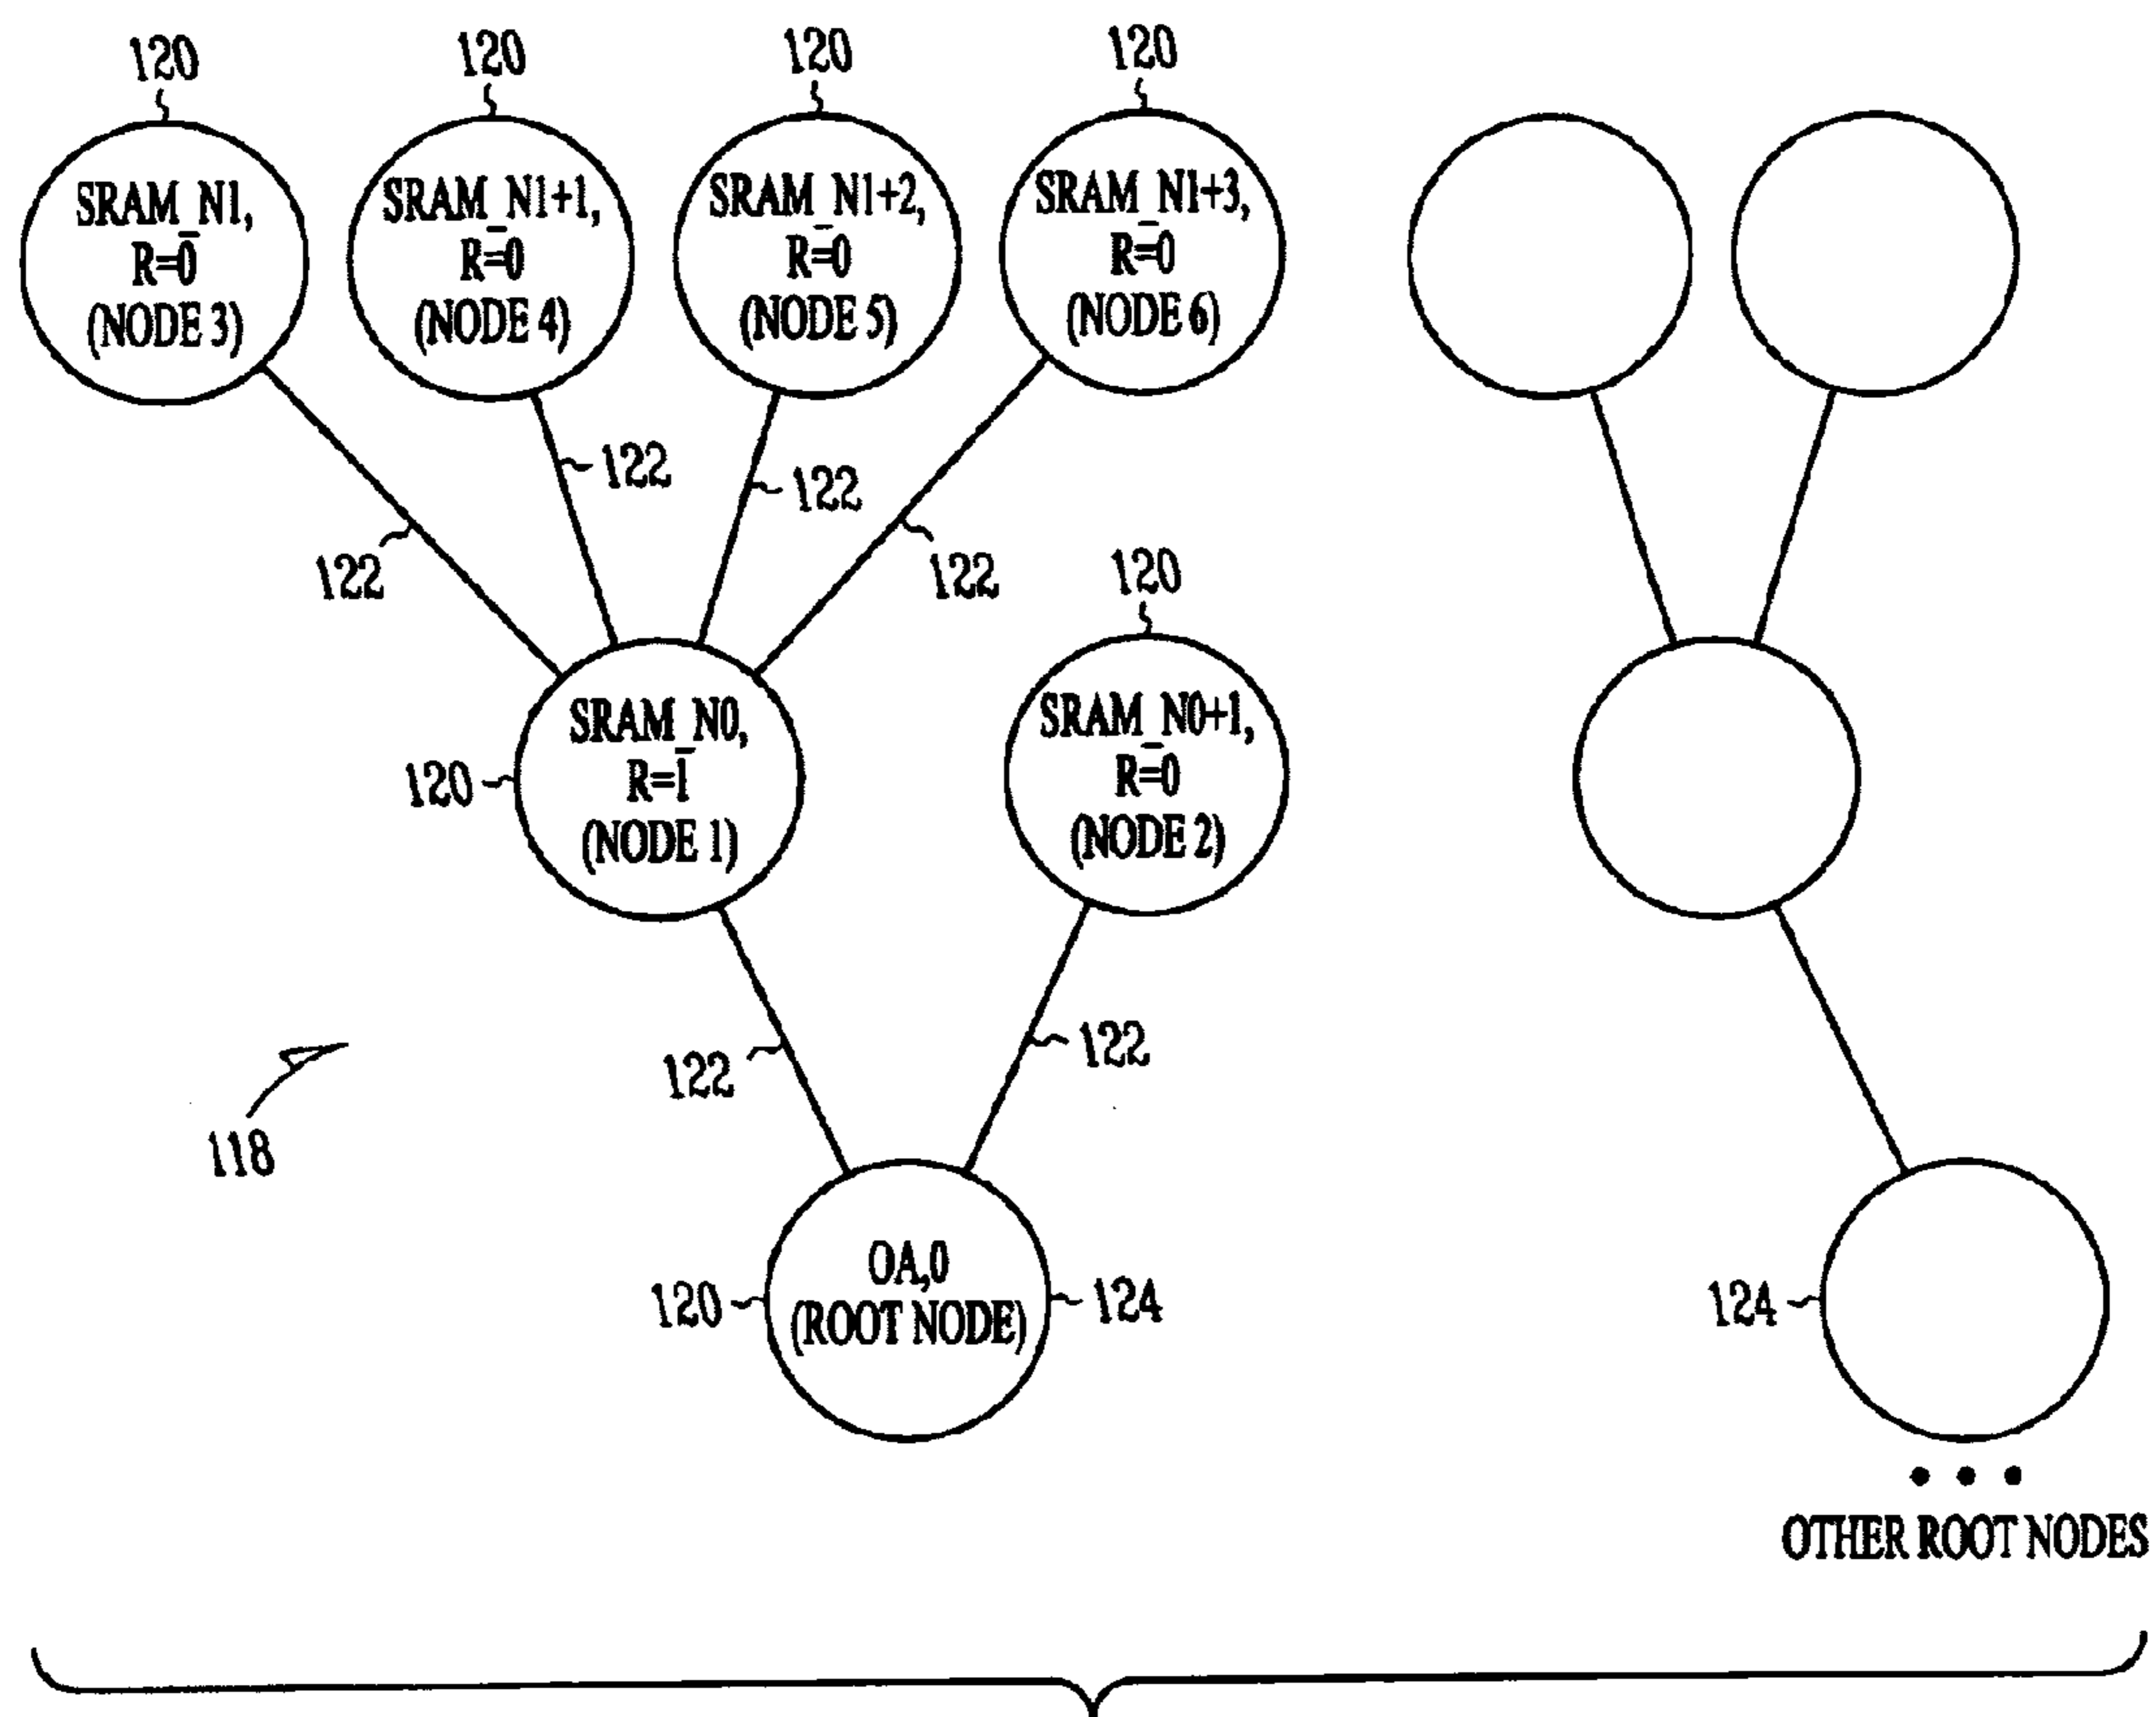 120 120 120 120
SRAM_N1,
R=0
(NODE 3)
SRAM_N1+1,
R=0
(NODE 4)
SRAM_N1+2,
R=0
(NODE 5)
SRAM_N1+3,
R=0
(NODE 6)
122
122
122
122
120
SRAM_N0,
R=1
(NODE 1)
120
SRAM_N0+1,
R=0
(NODE 2)
122
122
118
OA,0
(ROOT NODE)
120
124
124
• • •
OTHER ROOT NODES